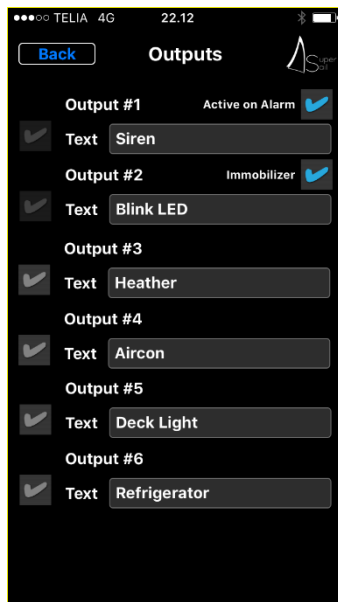 TELIA 4G 22.12
Back Outputs Super Sail
Output #1 Active on Alarm
Text Siren
Output #2 Immobilizer
Text Blink LED
Output #3
Text Heather
Output #4
Text Aircon
Output #5
Text Deck Light
Output #6
Text Refrigerator